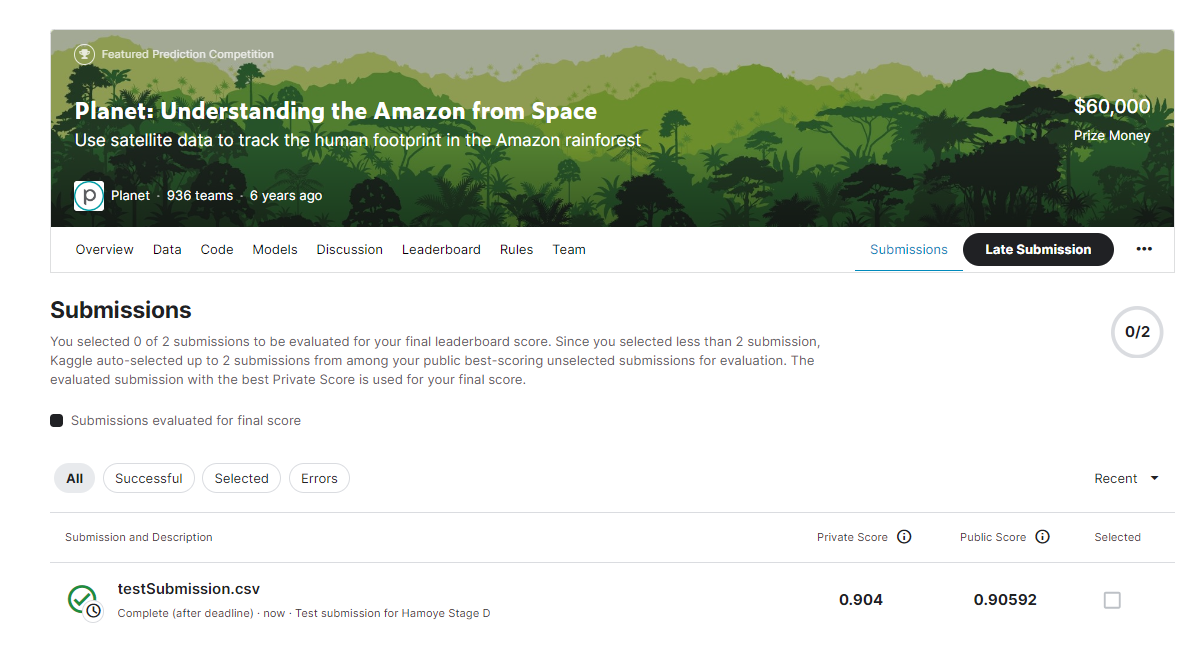 Featured Prediction Competition
Planet: Understanding the Amazon from Space
Use satellite data to track the human footprint in the Amazon rainforest
$60,000
Prize Money
p
Planet · 936 teams · 6 years ago
Overview Data Code Models Discussion Leaderboard Rules Team Submissions Late Submission
Submissions
0/2
You selected 0 of 2 submissions to be evaluated for your final leaderboard score. Since you selected less than 2 submission,
Kaggle auto-selected up to 2 submissions from among your public best-scoring unselected submissions for evaluation. The
evaluated submission with the best Private Score is used for your final score.
Submissions evaluated for final score
All Successful Selected Errors Recent
Submission and Description Private Score Public Score Selected
testSubmission.csv
Complete (after deadline) · now · Test submission for Hamoye Stage D
0.904 0.90592